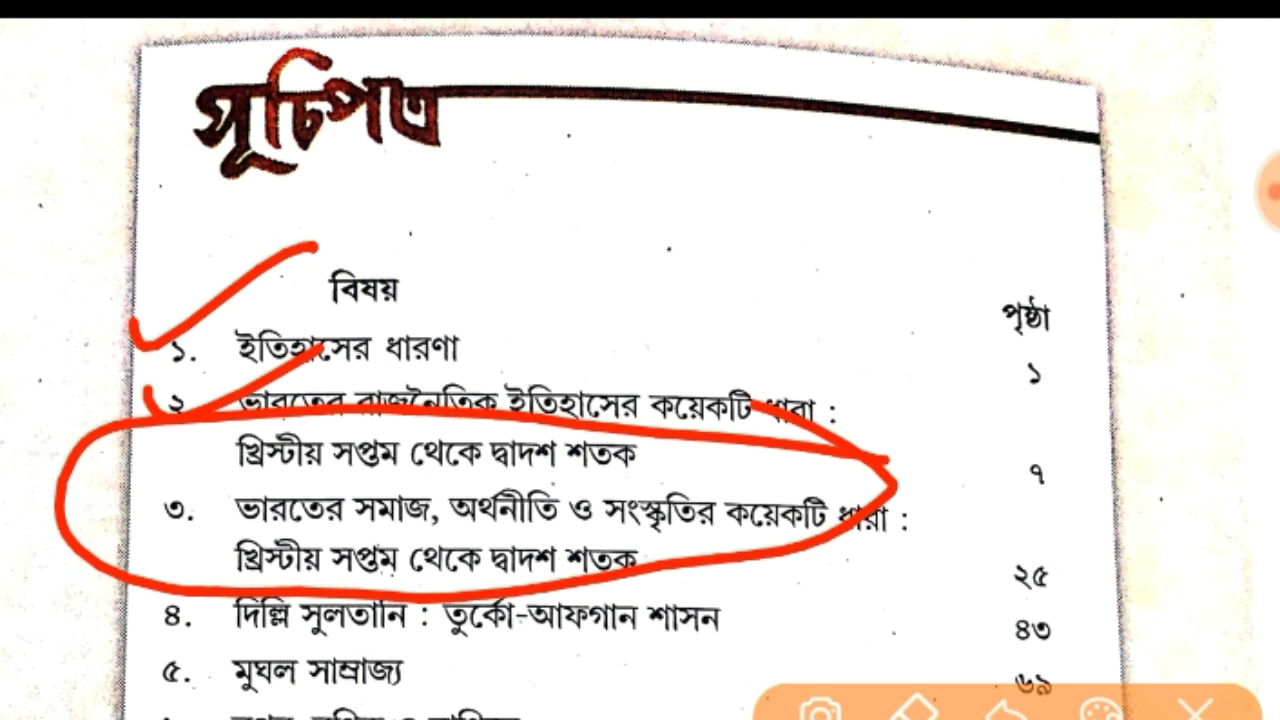 সূচিপত্র
বিষয়
পৃষ্ঠা
১. ইতিহাসের ধারণা
১
২. ভারতের রাজনৈতিক ইতিহাসের কয়েকটি ধারা :
খ্রিস্টীয় সপ্তম থেকে দ্বাদশ শতক
৭
৩. ভারতের সমাজ, অর্থনীতি ও সংস্কৃতির কয়েকটি ধারা :
খ্রিস্টীয় সপ্তম থেকে দ্বাদশ শতক
২৫
৪. দিল্লি সুলতানি : তুর্কো-আফগান শাসন
৪৩
৫. মুঘল সাম্রাজ্য
৬৯